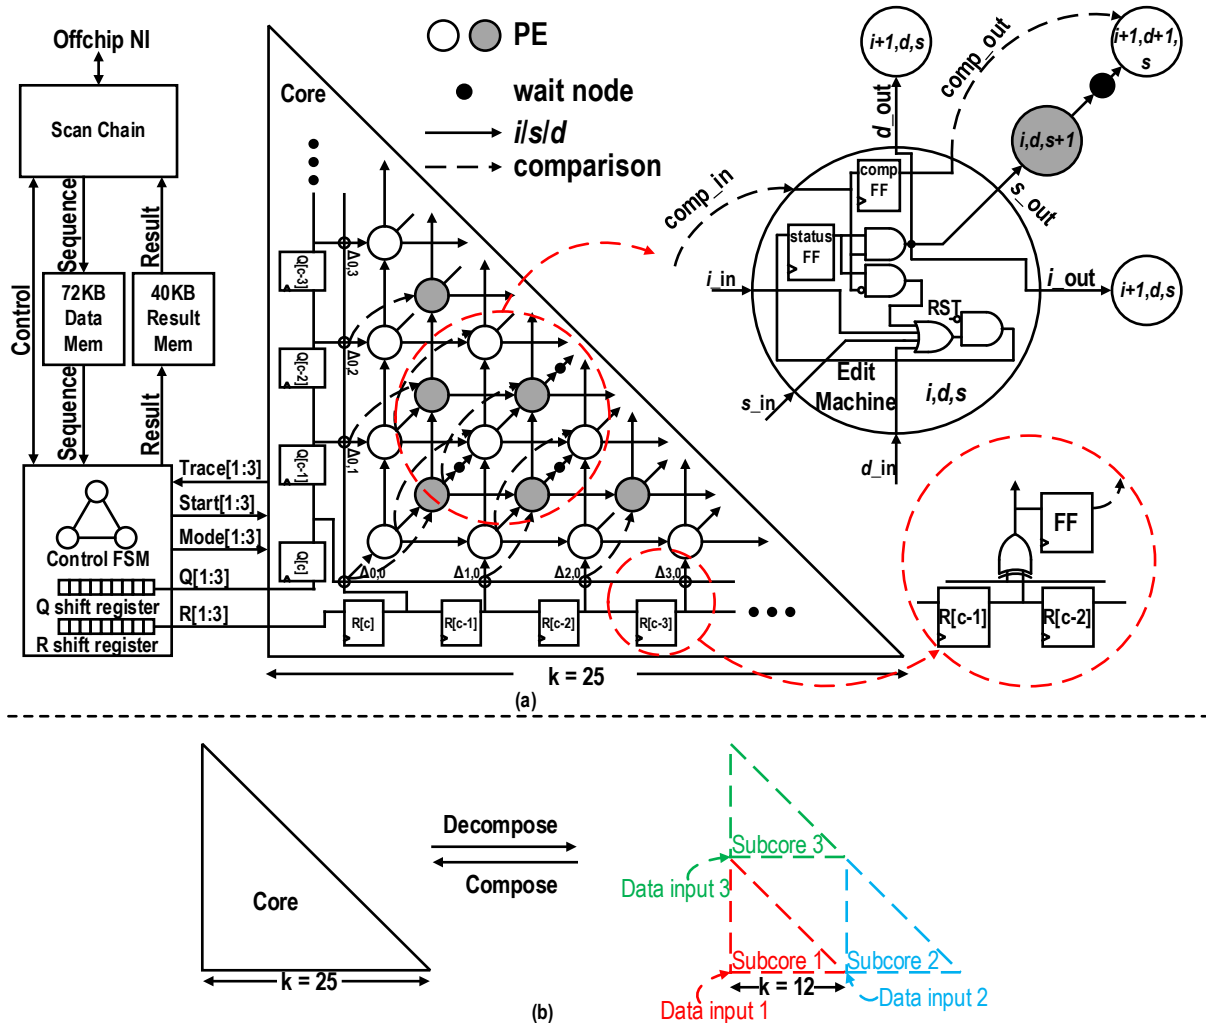 Offchip NI
Scan Chain
Control
Sequence
Result
72KB
Data
Mem
40KB
Result
Mem
Sequence
Result
Control FSM
Q shift register
R shift register
Trace[1:3]
Start[1:3]
Mode[1:3]
Q[1:3]
R[1:3]
Core
PE
wait node
i/s/d
comparison
Q[c-3]
Q[c-2]
Q[c-1]
Q[c]
Δ0,3
Δ0,2
Δ0,1
Δ0,0
Δ1,0
Δ2,0
Δ3,0
R[c]
R[c-1]
R[c-2]
R[c-3]
k = 25
(a)
i+1,d,s
i+1,d+1,
s
comp_out
d_out
i,d,s+1
comp_in
comp
FF
s_out
status
FF
i_in
i_out
i+1,d,s
RST
Edit
Machine
i,d,s
s_in
d_in
FF
R[c-1]
R[c-2]
Core
k = 25
Decompose
Compose
Subcore 3
Data input 3
Subcore 1
Subcore 2
k = 12
Data input 1
Data input 2
(b)